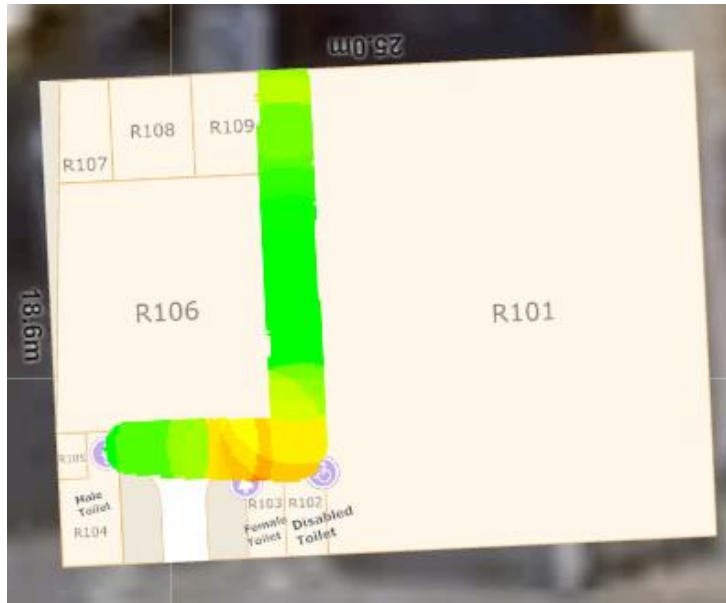 25.0m
R108
R109
R107
R106
R101
18.6m
R105
Male
Toilet
R104
R103
R102
Female
Toilet
Disabled
Toilet